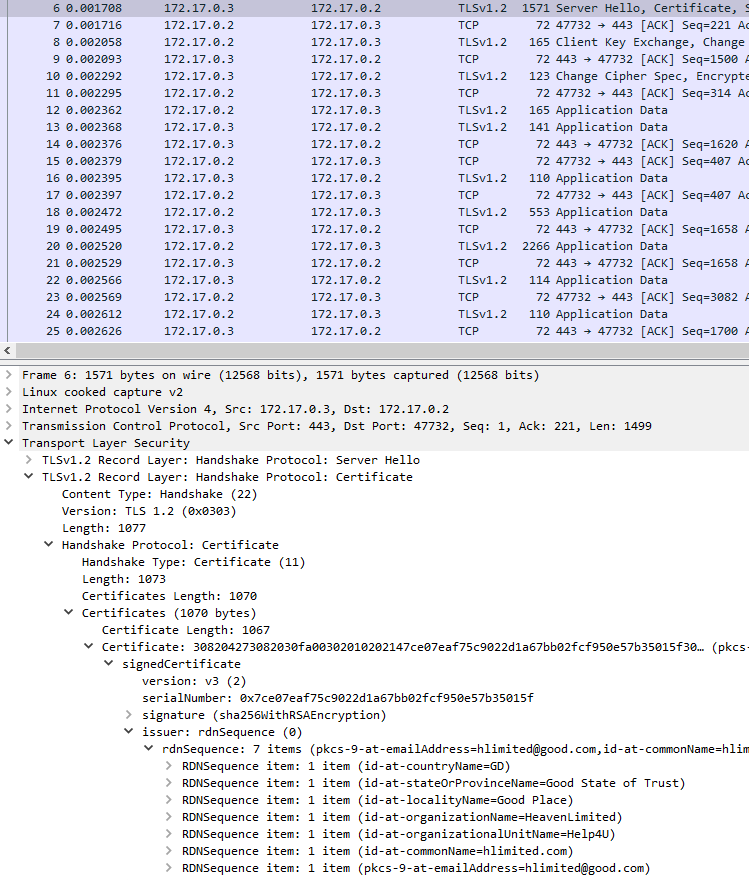 6 0.001708 172.17.0.3 172.17.0.2 TLSv1.2 1571 Server Hello, Certificate, S
7 0.001716 172.17.0.2 172.17.0.3 TCP 72 47732 → 443 [ACK] Seq=221 Ac
8 0.002058 172.17.0.2 172.17.0.3 TLSv1.2 165 Client Key Exchange, Change
9 0.002093 172.17.0.3 172.17.0.2 TCP 72 443 → 47732 [ACK] Seq=1500 A
10 0.002292 172.17.0.3 172.17.0.2 TLSv1.2 123 Change Cipher Spec, Encrypte
11 0.002295 172.17.0.2 172.17.0.3 TCP 72 47732 → 443 [ACK] Seq=314 Ac
12 0.002362 172.17.0.2 172.17.0.3 TLSv1.2 165 Application Data
13 0.002368 172.17.0.3 172.17.0.2 TLSv1.2 141 Application Data
14 0.002376 172.17.0.3 172.17.0.2 TCP 72 443 → 47732 [ACK] Seq=1620 A
15 0.002379 172.17.0.2 172.17.0.3 TCP 72 47732 → 443 [ACK] Seq=407 Ac
16 0.002395 172.17.0.3 172.17.0.2 TLSv1.2 110 Application Data
17 0.002397 172.17.0.2 172.17.0.3 TCP 72 47732 → 443 [ACK] Seq=407 Ac
18 0.002472 172.17.0.2 172.17.0.3 TLSv1.2 553 Application Data
19 0.002495 172.17.0.3 172.17.0.2 TCP 72 443 → 47732 [ACK] Seq=1658 A
20 0.002520 172.17.0.2 172.17.0.3 TLSv1.2 2266 Application Data
21 0.002529 172.17.0.3 172.17.0.2 TCP 72 443 → 47732 [ACK] Seq=1658 A
22 0.002566 172.17.0.3 172.17.0.2 TLSv1.2 114 Application Data
23 0.002569 172.17.0.2 172.17.0.3 TCP 72 47732 → 443 [ACK] Seq=3082 A
24 0.002612 172.17.0.2 172.17.0.3 TLSv1.2 110 Application Data
25 0.002626 172.17.0.3 172.17.0.2 TCP 72 443 → 47732 [ACK] Seq=1700 A
Frame 6: 1571 bytes on wire (12568 bits), 1571 bytes captured (12568 bits)
Linux cooked capture v2
Internet Protocol Version 4, Src: 172.17.0.3, Dst: 172.17.0.2
Transmission Control Protocol, Src Port: 443, Dst Port: 47732, Seq: 1, Ack: 221, Len: 1499
Transport Layer Security
TLSv1.2 Record Layer: Handshake Protocol: Server Hello
TLSv1.2 Record Layer: Handshake Protocol: Certificate
Content Type: Handshake (22)
Version: TLS 1.2 (0x0303)
Length: 1077
Handshake Protocol: Certificate
Handshake Type: Certificate (11)
Length: 1073
Certificates Length: 1070
Certificates (1070 bytes)
Certificate Length: 1067
Certificate: 308204273082030fa00302010202147ce07eaf75c9022d1a67bb02fcf950e57b35015f30… (pkcs-
signedCertificate
version: v3 (2)
serialNumber: 0x7ce07eaf75c9022d1a67bb02fcf950e57b35015f
signature (sha256WithRSAEncryption)
issuer: rdnSequence (0)
rdnSequence: 7 items (pkcs-9-at-emailAddress=hlimited@good.com,id-at-commonName=hlim
RDNSequence item: 1 item (id-at-countryName=GD)
RDNSequence item: 1 item (id-at-stateOrProvinceName=Good State of Trust)
RDNSequence item: 1 item (id-at-localityName=Good Place)
RDNSequence item: 1 item (id-at-organizationName=HeavenLimited)
RDNSequence item: 1 item (id-at-organizationalUnitName=Help4U)
RDNSequence item: 1 item (id-at-commonName=hlimited.com)
RDNSequence item: 1 item (pkcs-9-at-emailAddress=hlimited@good.com)